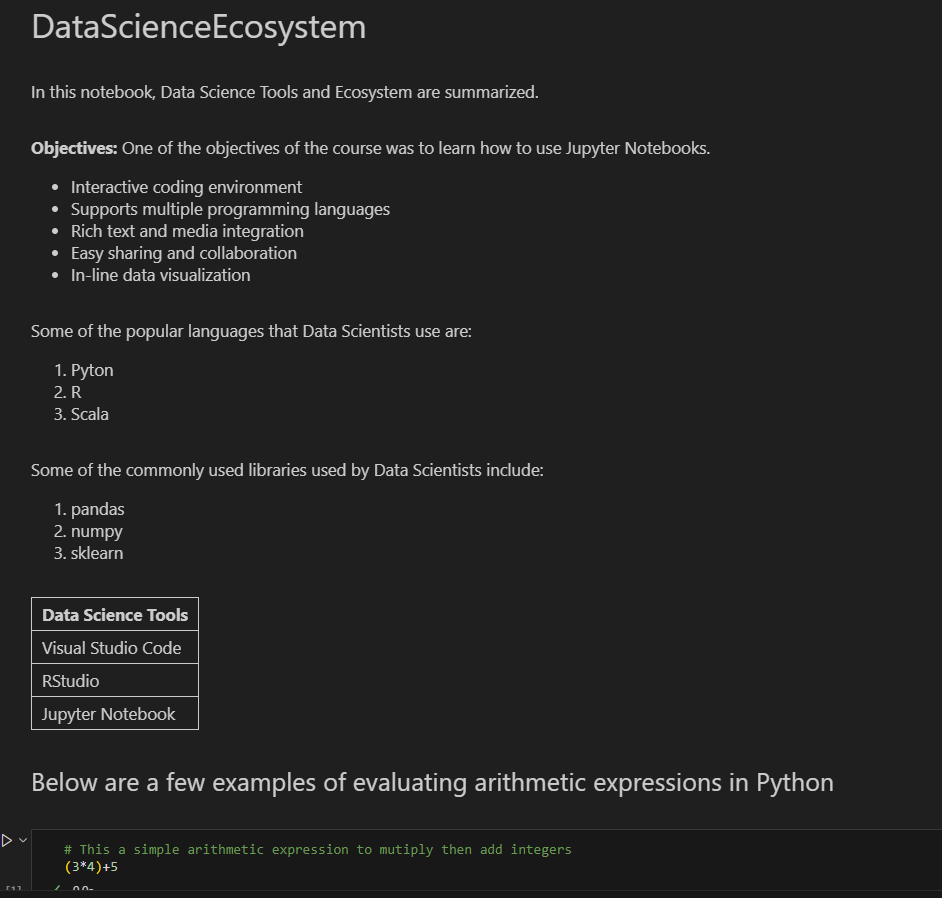 DataScienceEcosystem
In this notebook, Data Science Tools and Ecosystem are summarized.
Objectives: One of the objectives of the course was to learn how to use Jupyter Notebooks.
• Interactive coding environment
• Supports multiple programming languages
• Rich text and media integration
• Easy sharing and collaboration
• In-line data visualization
Some of the popular languages that Data Scientists use are:
1. Pyton
2. R
3. Scala
Some of the commonly used libraries used by Data Scientists include:
1. pandas
2. numpy
3. sklearn
Data Science Tools
Visual Studio Code
RStudio
Jupyter Notebook
Below are a few examples of evaluating arithmetic expressions in Python
# This a simple arithmetic expression to mutiply then add integers
(3*4)+5